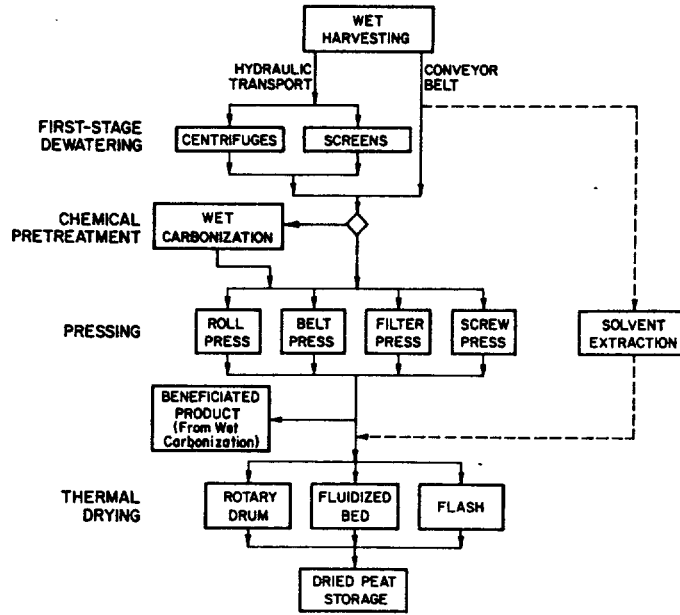 WET
HARVESTING
HYDRAULIC
TRANSPORT
CONVEYOR
BELT
FIRST-STAGE
DEWATERING
CENTRIFUGES
SCREENS
CHEMICAL
PRETREATMENT
WET
CARBONIZATION
PRESSING
ROLL
PRESS
BELT
PRESS
FILTER
PRESS
SCREW
PRESS
SOLVENT
EXTRACTION
BENEFICIATED
PRODUCT
(From Wet
Carbonization)
THERMAL
DRYING
ROTARY
DRUM
FLUIDIZED
BED
FLASH
DRIED PEAT
STORAGE